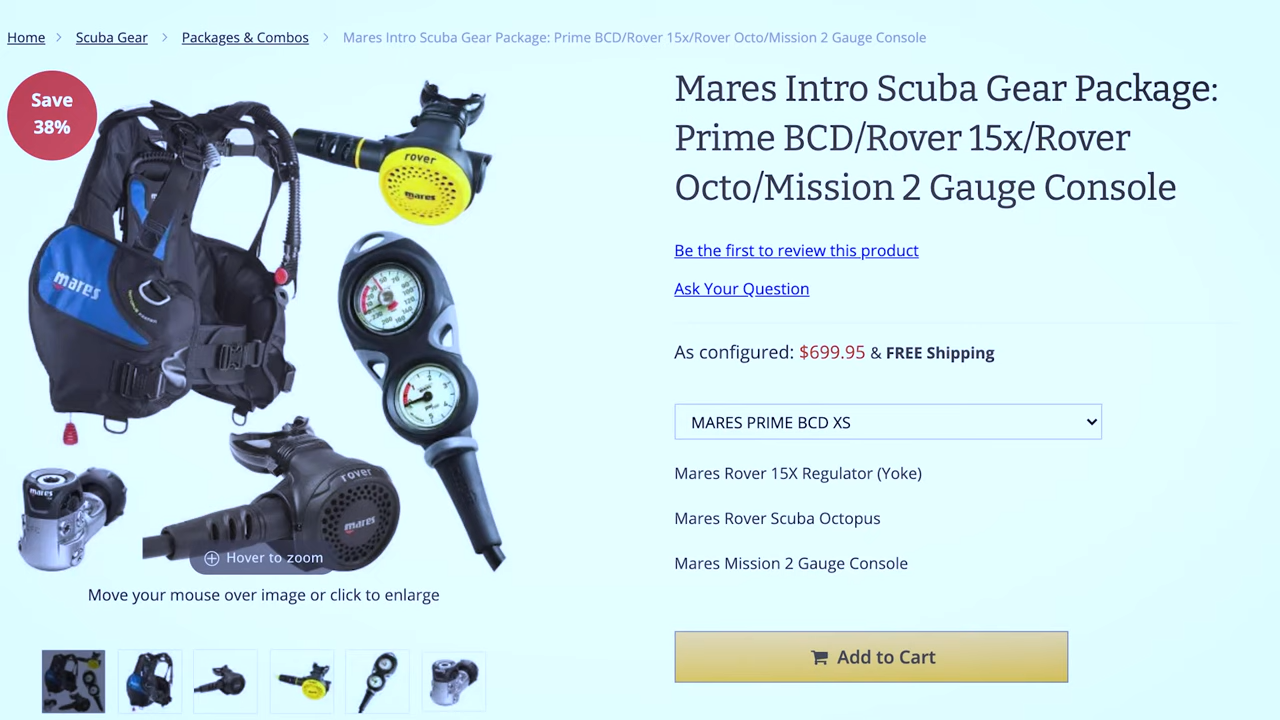 Home > Scuba Gear > Packages & Combos > Mares Intro Scuba Gear Package: Prime BCD/Rover 15x/Rover Octo/Mission 2 Gauge Console
Save
38%
rover
mares
mares
mares
rover
mares
Hover to zoom
Move your mouse over image or click to enlarge
Mares Intro Scuba Gear Package:
Prime BCD/Rover 15x/Rover
Octo/Mission 2 Gauge Console
Be the first to review this product
Ask Your Question
As configured: $699.95 & FREE Shipping
MARES PRIME BCD XS
Mares Rover 15X Regulator (Yoke)
Mares Rover Scuba Octopus
Mares Mission 2 Gauge Console
Add to Cart